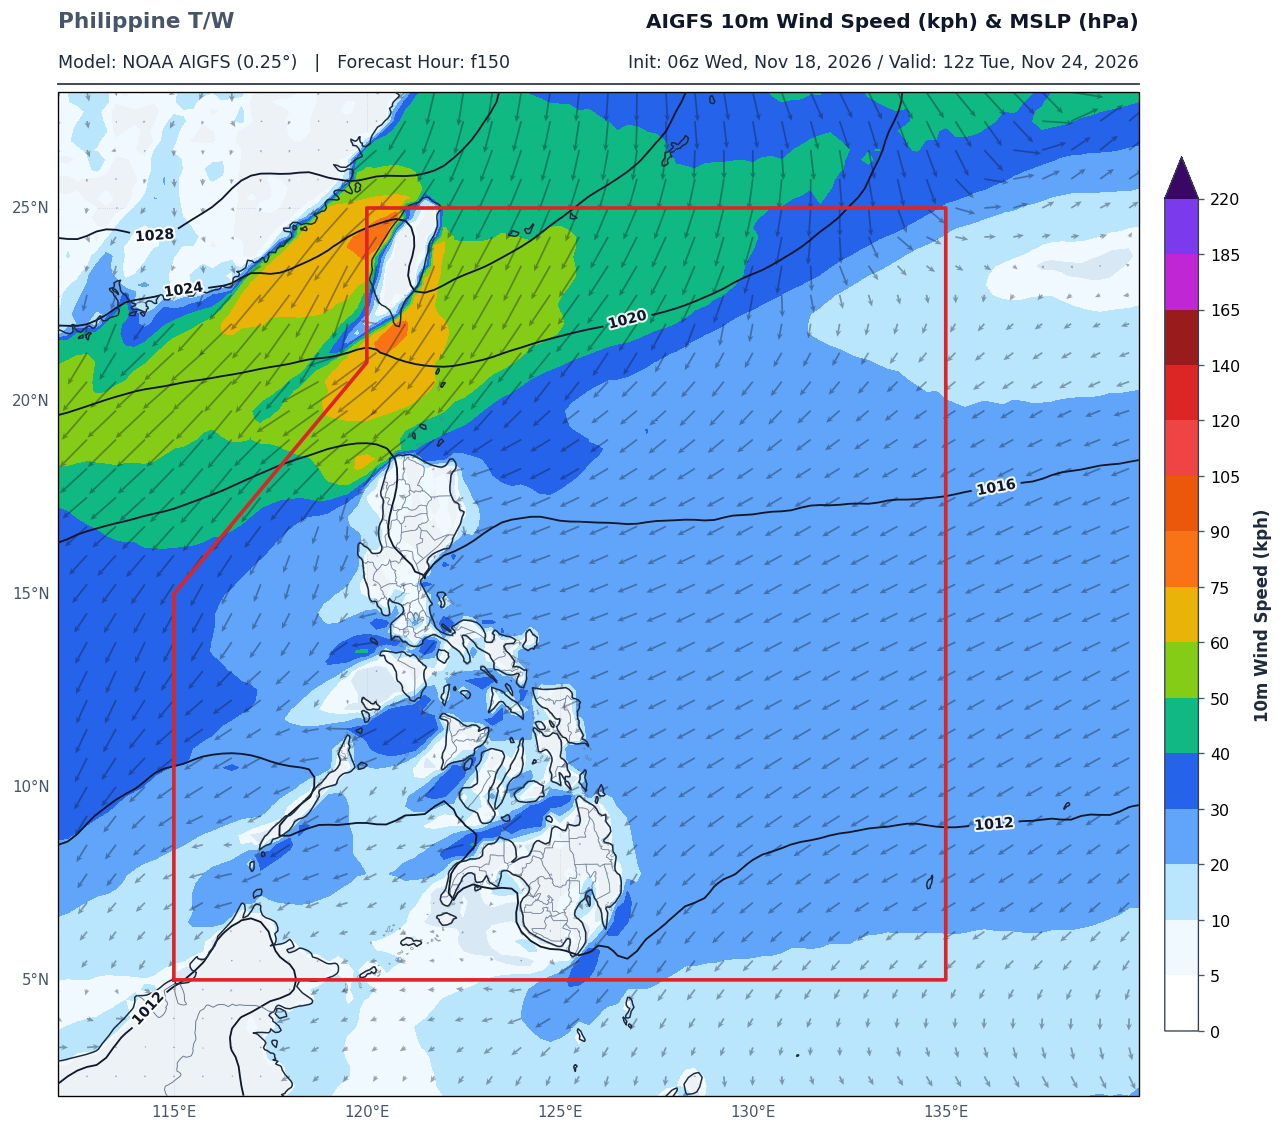 Philippine T/W
AIGFS 10m Wind Speed (kph) & MSLP (hPa)
Model: NOAA AIGFS (0.25°) | Forecast Hour: f150
Init: 06z Wed, Nov 18, 2026 / Valid: 12z Tue, Nov 24, 2026
25°N
20°N
15°N
10°N
5°N
115°E
120°E
125°E
130°E
135°E
1028
1024
1020
1016
1012
1012
220
185
165
140
120
105
90
75
60
50
40
30
20
10
5
0
10m Wind Speed (kph)